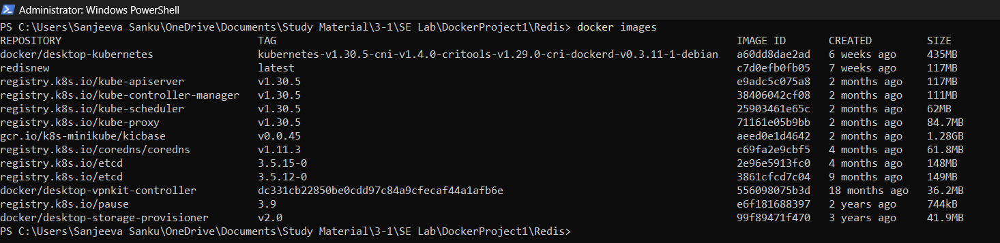 Administrator: Windows PowerShell
PS C:\Users\Sanjeeva Sanku\OneDrive\Documents\Study Material\3-1\SE Lab\DockerProject1\Redis> docker images
REPOSITORY TAG IMAGE ID CREATED SIZE
docker/desktop-kubernetes kubernetes-v1.30.5-cni-v1.4.0-critools-v1.29.0-cri-dockerd-v0.3.11-1-debian a60dd8dae2ad 6 weeks ago 435MB
redisnew latest c7d0efb0fb05 7 weeks ago 117MB
registry.k8s.io/kube-apiserver v1.30.5 e9adc5c075a8 2 months ago 117MB
registry.k8s.io/kube-controller-manager v1.30.5 38406042cf08 2 months ago 111MB
registry.k8s.io/kube-scheduler v1.30.5 25903461e65c 2 months ago 62MB
registry.k8s.io/kube-proxy v1.30.5 71161e05b9bb 2 months ago 84.7MB
gcr.io/k8s-minikube/kicbase v0.0.45 aeed0e1d4642 2 months ago 1.28GB
registry.k8s.io/coredns/coredns v1.11.3 c69fa2e9cbf5 4 months ago 61.8MB
registry.k8s.io/etcd 3.5.15-0 2e96e5913fc0 4 months ago 148MB
registry.k8s.io/etcd 3.5.12-0 3861cfcd7c04 9 months ago 149MB
docker/desktop-vpnkit-controller dc331cb22850be0cdd97c84a9cfecaf44a1afb6e 556098075b3d 18 months ago 36.2MB
registry.k8s.io/pause 3.9 e6f181688397 2 years ago 744kB
docker/desktop-storage-provisioner v2.0 99f89471f470 3 years ago 41.9MB
PS C:\Users\Sanjeeva Sanku\OneDrive\Documents\Study Material\3-1\SE Lab\DockerProject1\Redis>